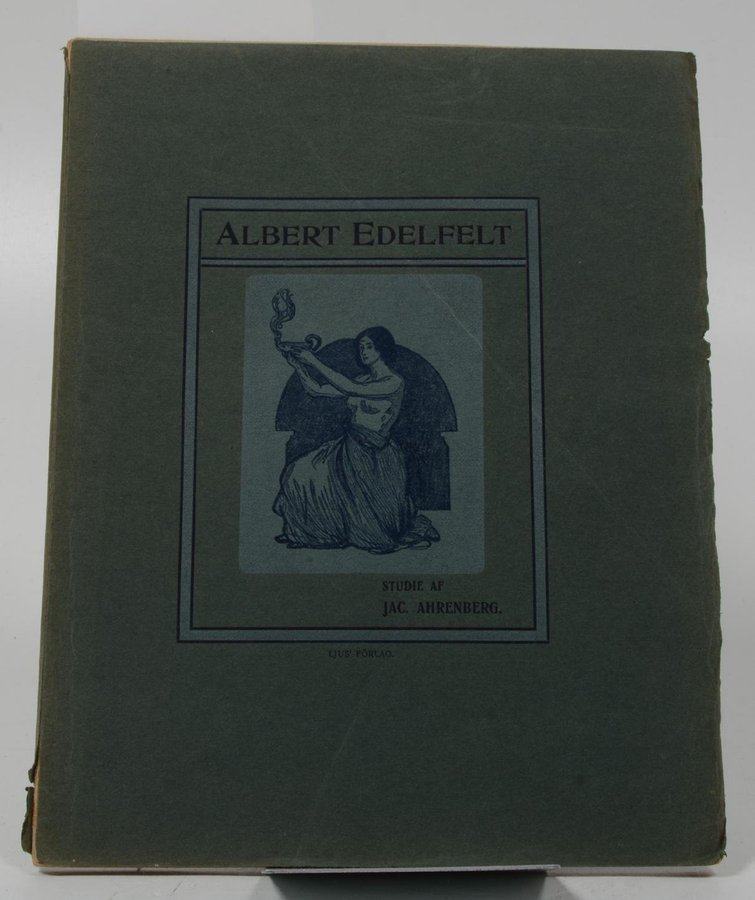 ALBERT EDELFELT
STUDIE AF
JAC. AHRENBERG.
LJUS' FÖRLAG.